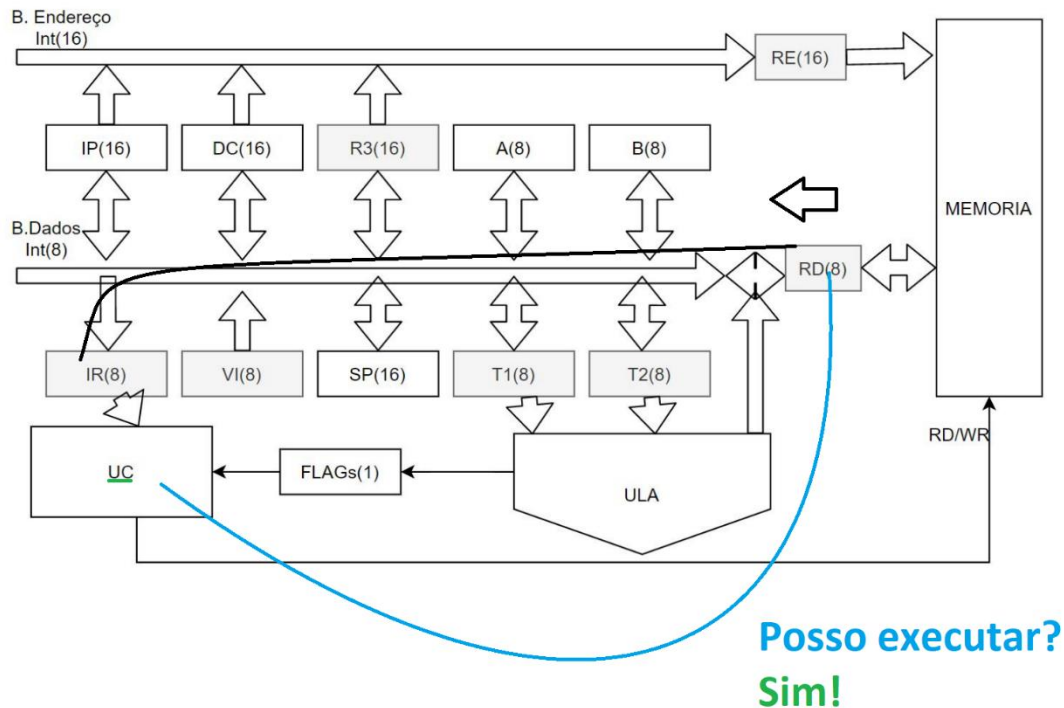 B. Endereço
Int(16)
RE(16)
IP(16)
DC(16)
R3(16)
A(8)
B(8)
MEMORIA
B.Dados
Int(8)
RD(8)
IR(8)
VI(8)
SP(16)
T1(8)
T2(8)
RD/WR
UC
FLAGs(1)
ULA
Posso executar?
Sim!